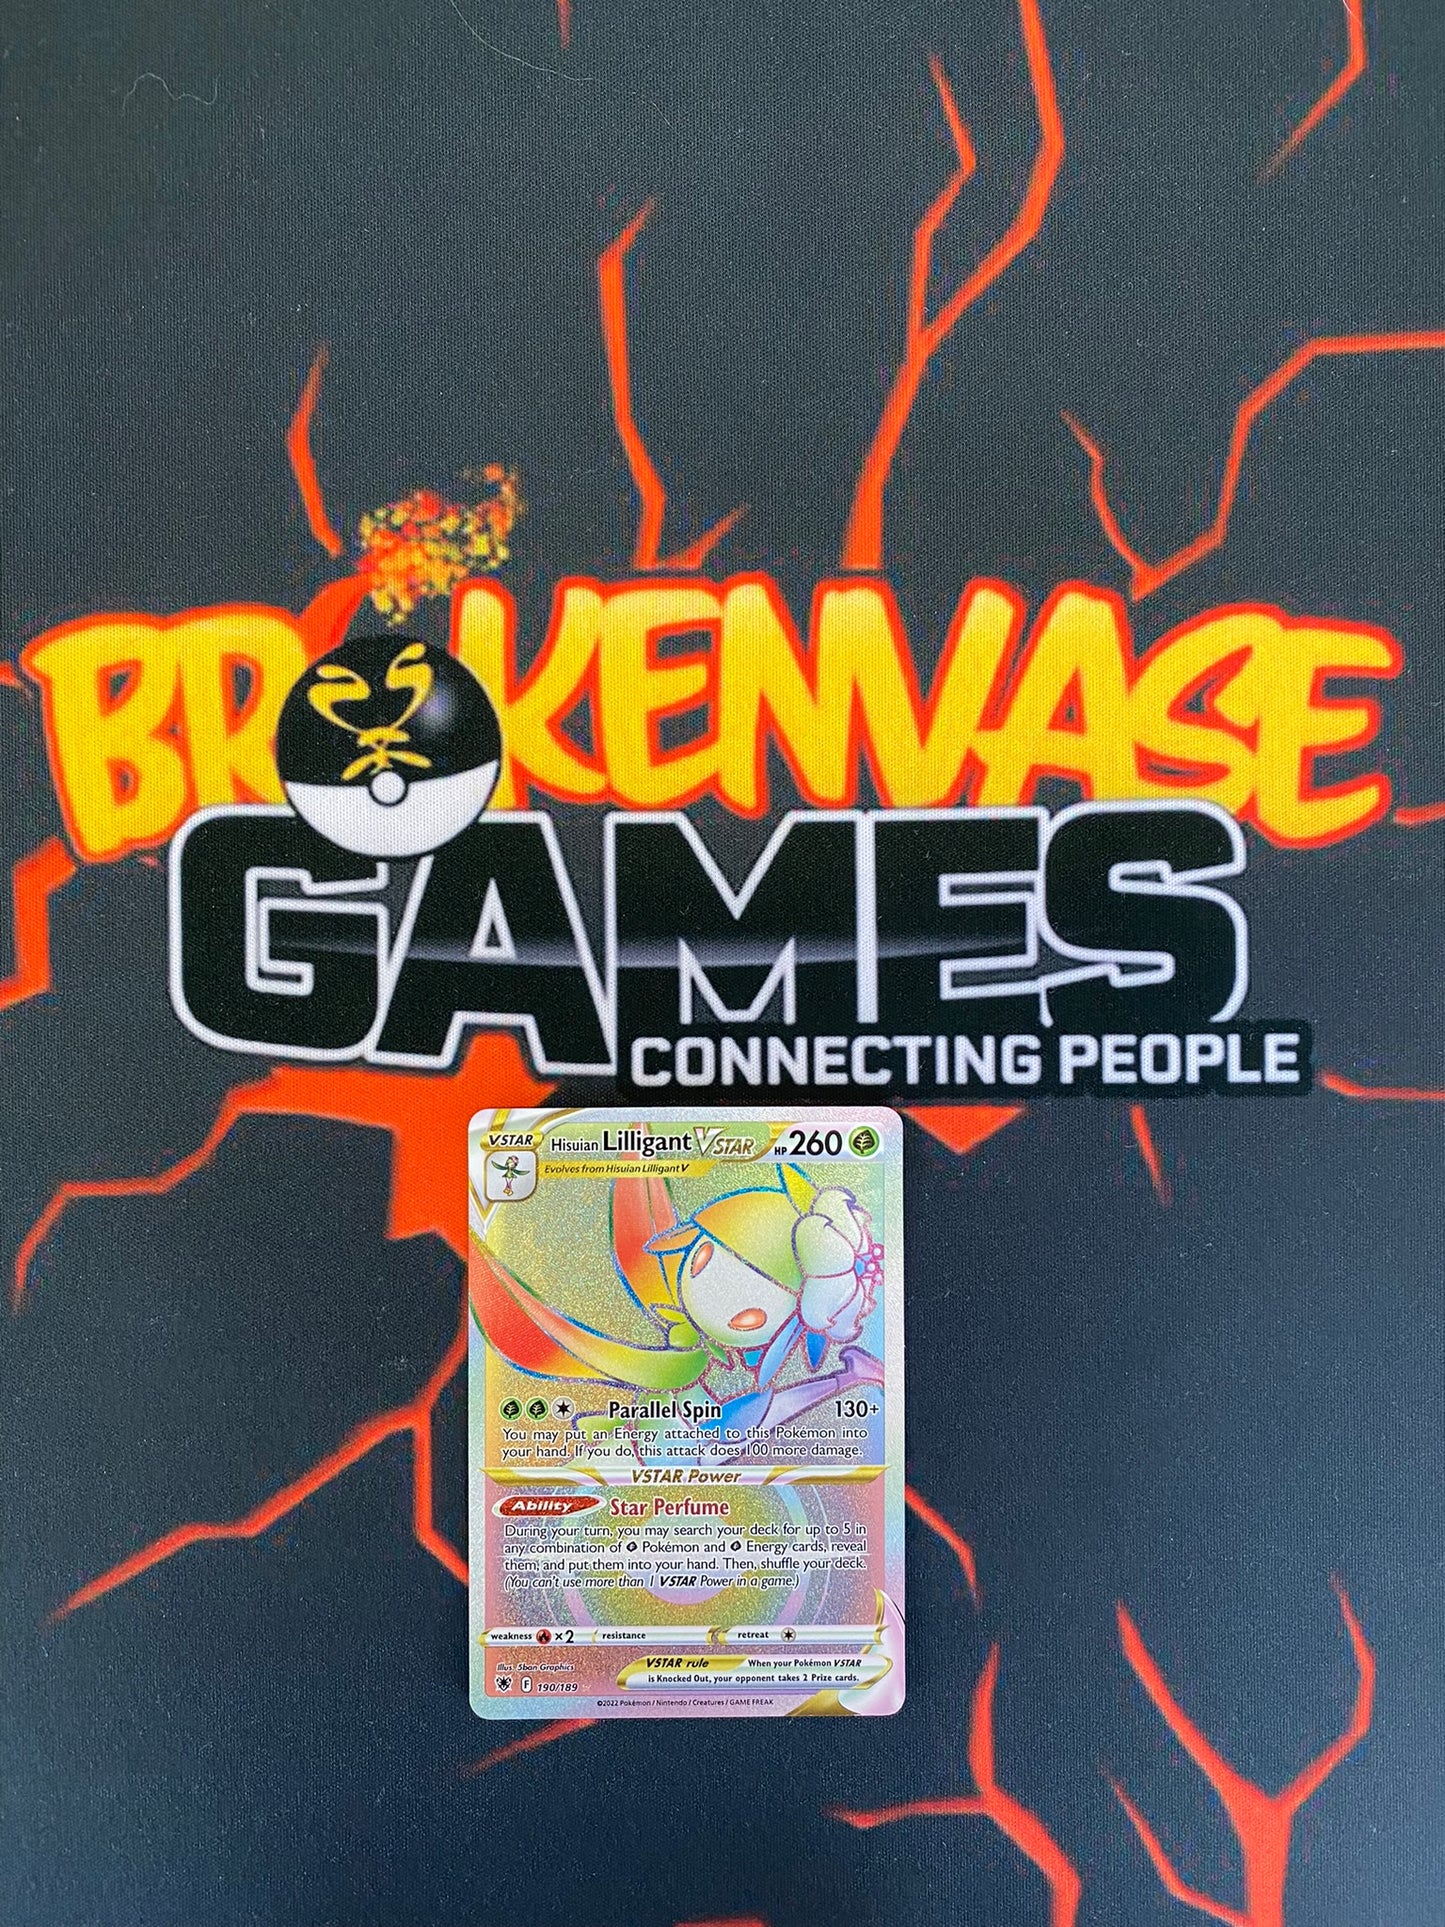 BROKENVASE
GAMES
CONNECTING PEOPLE
VSTAR Hisuian Lilligant VSTAR HP 260
Evolves from Hisuian Lilligant V
Parallel Spin 130+
You may put an Energy attached to this Pokémon into
your hand. If you do, this attack does 100 more damage.
VSTAR Power
Ability Star Perfume
During your turn, you may search your deck for up to 5 in
any combination of Pokémon and Energy cards, reveal
them, and put them into your hand. Then, shuffle your deck.
(You can't use more than 1 VSTAR Power in a game.)
weakness ×2 resistance retreat
Illus. 5ban Graphics
F 190/189
VSTAR rule When your Pokémon VSTAR
is Knocked Out, your opponent takes 2 Prize cards.
©2022 Pokémon / Nintendo / Creatures / GAME FREAK